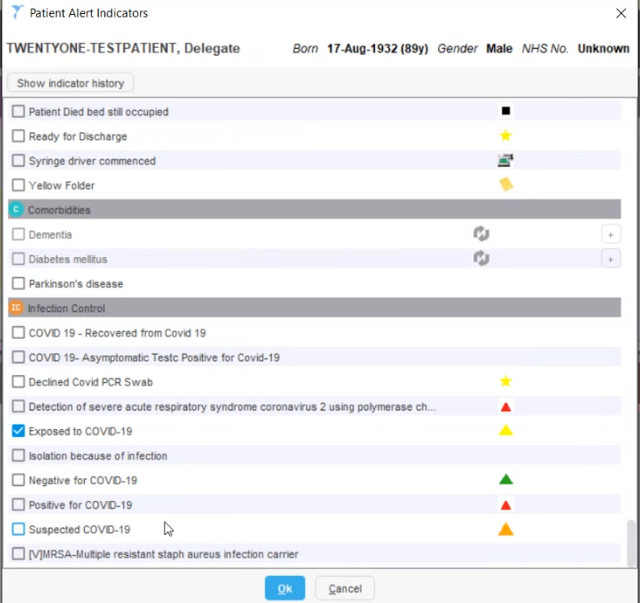 Patient Alert Indicators
TWENTYONE-TESTPATIENT, Delegate Born 17-Aug-1932 (89y) Gender Male NHS No. Unknown
Show indicator history
Patient Died bed still occupied
Ready for Discharge
Syringe driver commenced
Yellow Folder
C Comorbidities
Dementia +
Diabetes mellitus +
Parkinson's disease
IC Infection Control
COVID 19 - Recovered from Covid 19
COVID 19- Asymptomatic Testc Positive for Covid-19
Declined Covid PCR Swab
Detection of severe acute respiratory syndrome coronavirus 2 using polymerase ch...
Exposed to COVID-19
Isolation because of infection
Negative for COVID-19
Positive for COVID-19
Suspected COVID-19
[V]MRSA-Multiple resistant staph aureus infection carrier
Ok Cancel